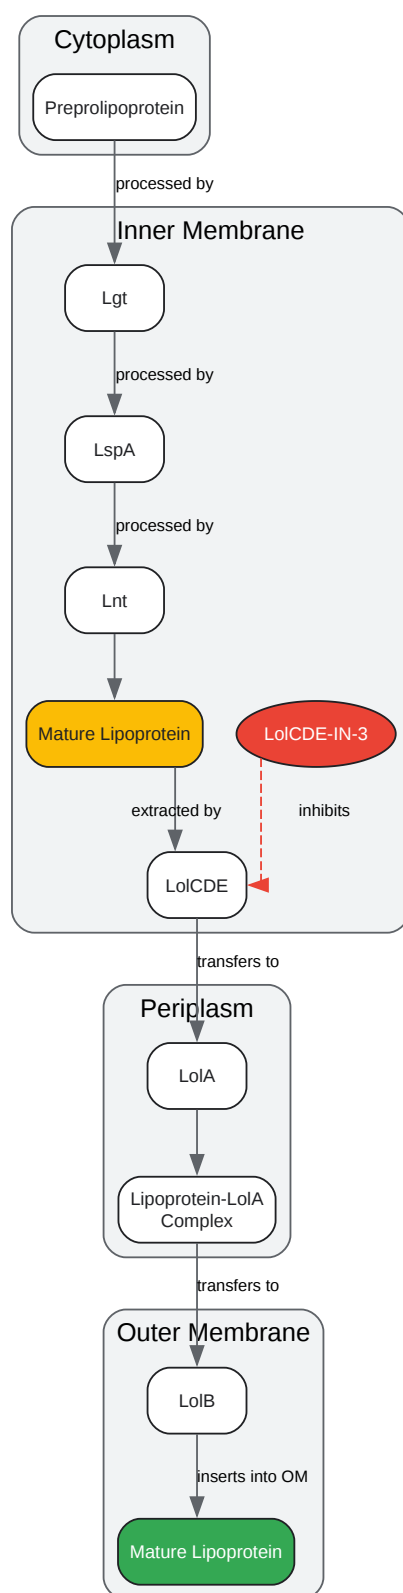 Cytoplasm
Preprolipoprotein
processed by
Inner Membrane
Lgt
processed by
LspA
processed by
Lnt
Mature Lipoprotein
LolCDE-IN-3
extracted by
inhibits
LolCDE
transfers to
Periplasm
LolA
Lipoprotein-LolA
Complex
transfers to
Outer Membrane
LolB
inserts into OM
Mature Lipoprotein